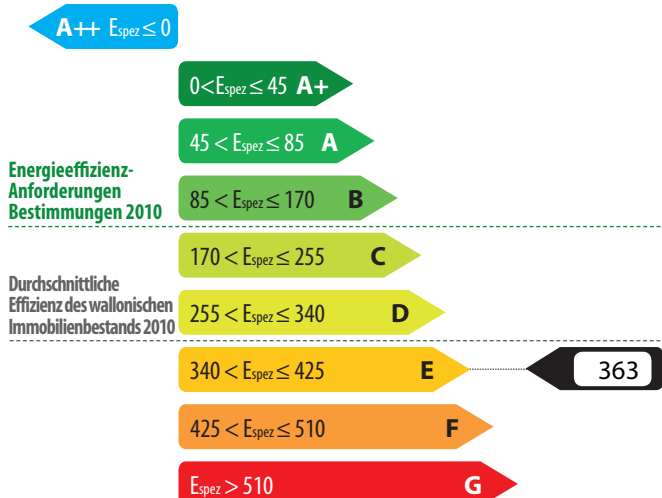 A++ Espez ≤ 0
0<Espez ≤ 45 A+
45 < Espez ≤ 85 A
Energieeffizienz-
Anforderungen
Bestimmungen 2010
85 < Espez ≤ 170 B
170 < Espez ≤ 255 C
Durchschnittliche
Effizienz des wallonischen
Immobilienbestands 2010
255 < Espez ≤ 340 D
340 < Espez ≤ 425 E
363
425 < Espez ≤ 510 F
Espez > 510 G